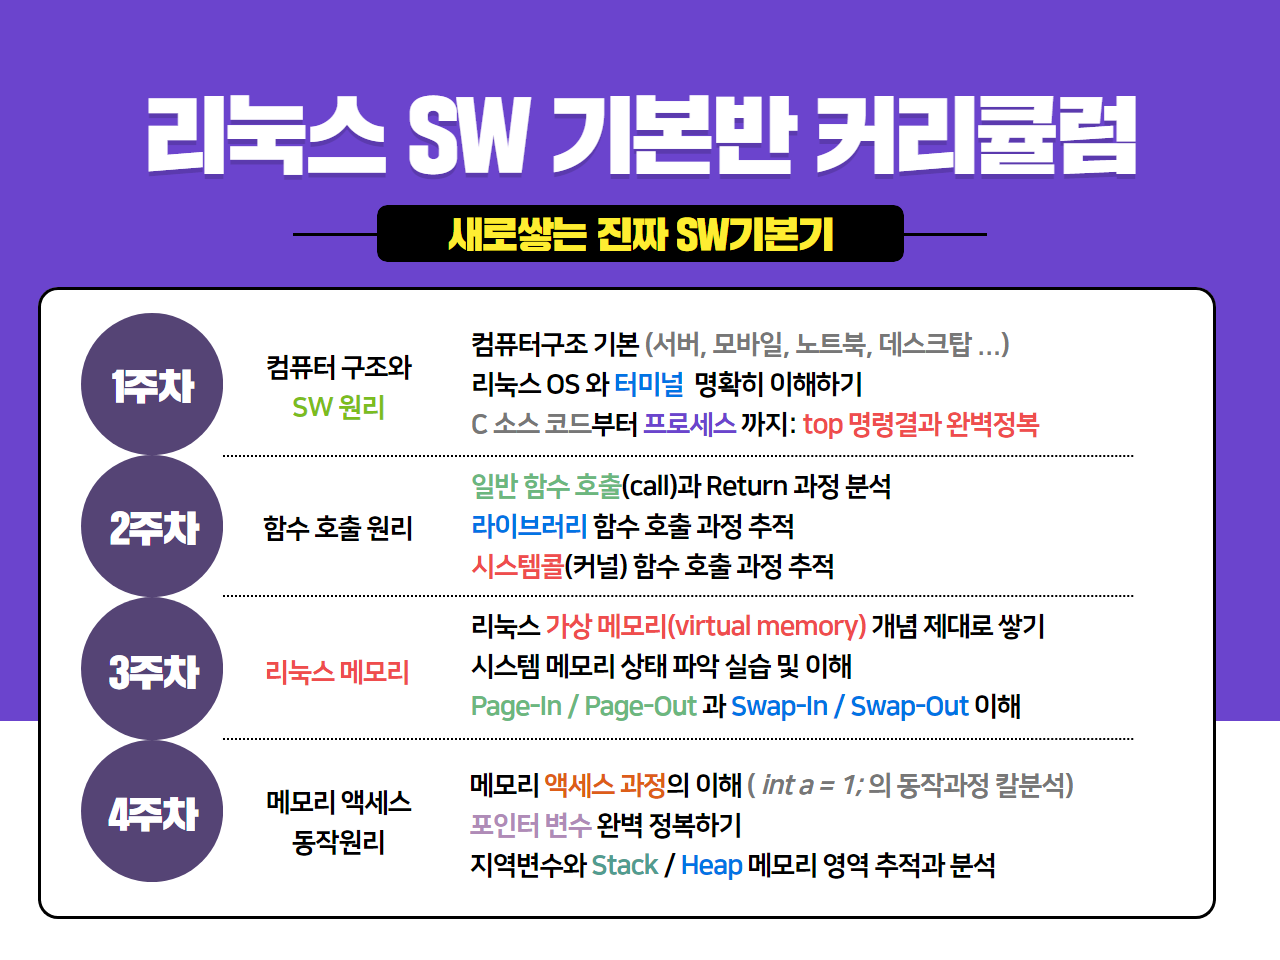 리눅스 SW 기본반 커리큘럼
새로쌓는 진짜 SW기본기
1주차
컴퓨터 구조와
SW 원리
컴퓨터구조 기본 (서버, 모바일, 노트북, 데스크탑 ...)
리눅스 OS 와 터미널 명확히 이해하기
C 소스 코드부터 프로세스 까지: top 명령결과 완벽정복
2주차
함수 호출 원리
일반 함수 호출(call)과 Return 과정 분석
라이브러리 함수 호출 과정 추적
시스템콜(커널) 함수 호출 과정 추적
3주차
리눅스 메모리
리눅스 가상 메모리(virtual memory) 개념 제대로 쌓기
시스템 메모리 상태 파악 실습 및 이해
Page-In / Page-Out 과 Swap-In / Swap-Out 이해
4주차
메모리 액세스
동작원리
메모리 액세스 과정의 이해 ( int a = 1; 의 동작과정 칼분석)
포인터 변수 완벽 정복하기
지역변수와 Stack / Heap 메모리 영역 추적과 분석